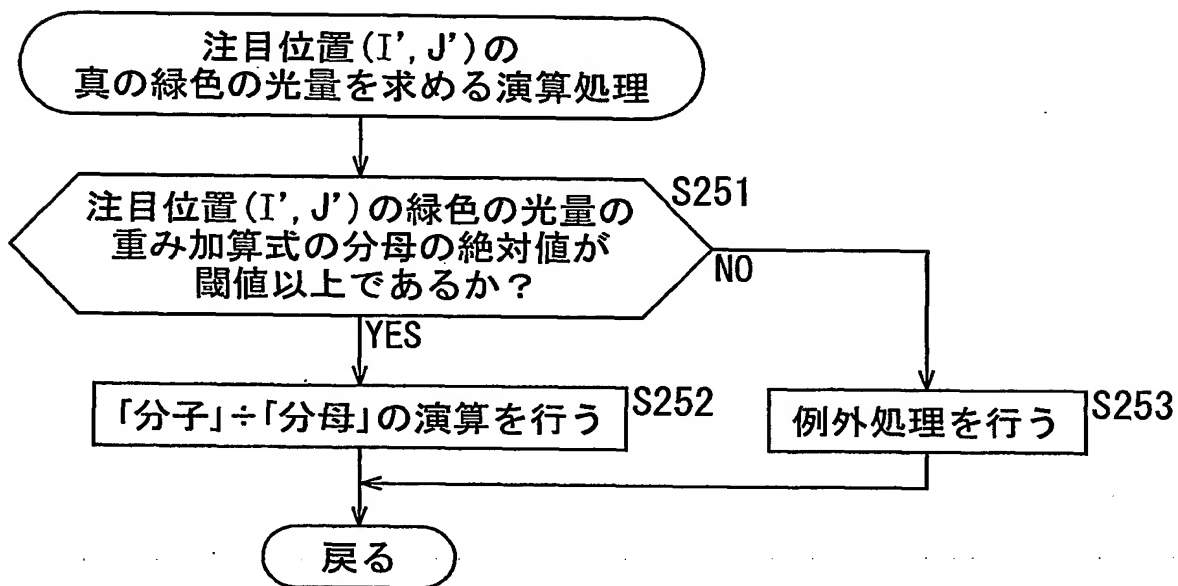 注目位置(I', J')の
真の緑色の光量を求める演算処理
S251
注目位置(I', J')の緑色の光量の
重み加算式の分母の絶対値が
閾値以上であるか?
NO
YES
「分子」÷「分母」の演算を行う
S252
例外処理を行う
S253
戻る